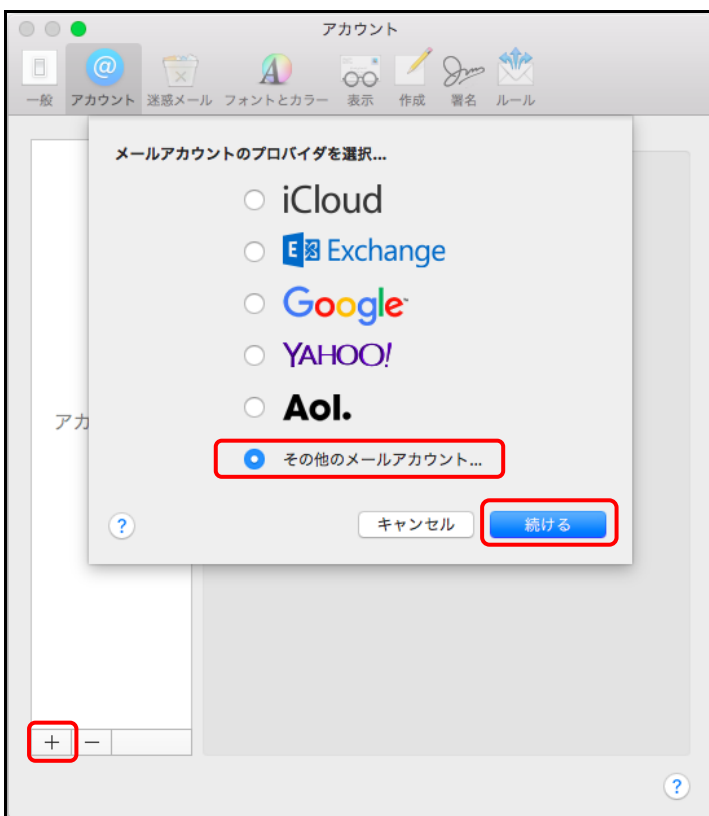 アカウント
一般 アカウント 迷惑メール フォントとカラー 表示 作成 署名 ルール
メールアカウントのプロバイダを選択...
iCloud
Exchange
Google
YAHOO!
Aol.
アカ
その他のメールアカウント...
? キャンセル 続ける
+ −
?